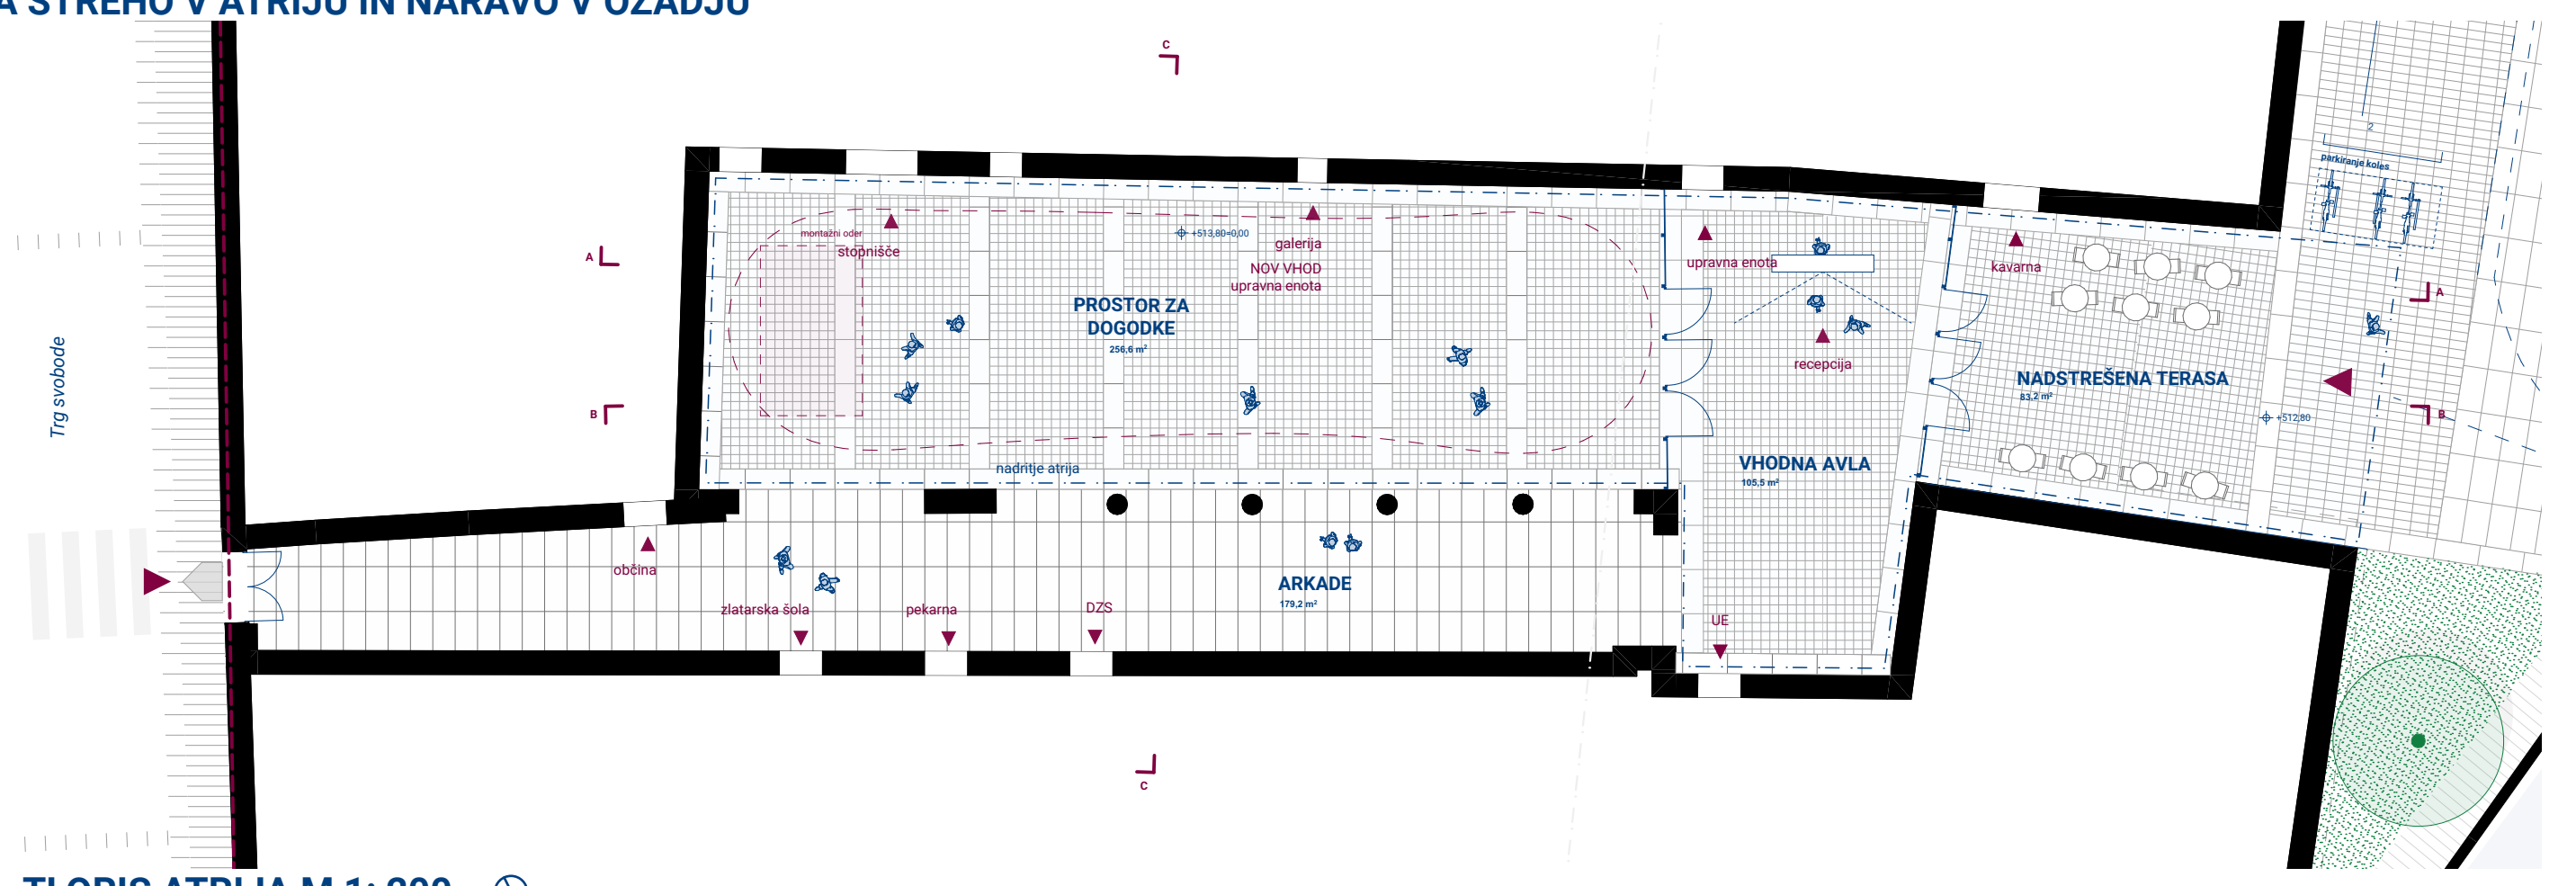 A STREHO V ATRIJU IN NARAVO V OZADJU
C
2
parkiranje koles
montažni oder
stopnišče
+513,80=0,00
galerija
NOV VHOD
upravna enota
upravna enota
kavarna
A
A
PROSTOR ZA
DOGODKE
256,6 m²
recepcija
NADSTREŠENA TERASA
83,2 m²
Trg svobode
B
B
+512,80
nadritje atrija
VHODNA AVLA
105,5 m²
občina
ARKADE
179,2 m²
zlatarska šola
pekarna
DZS
UE
C
TLORIS ATRIJA M 1: 200